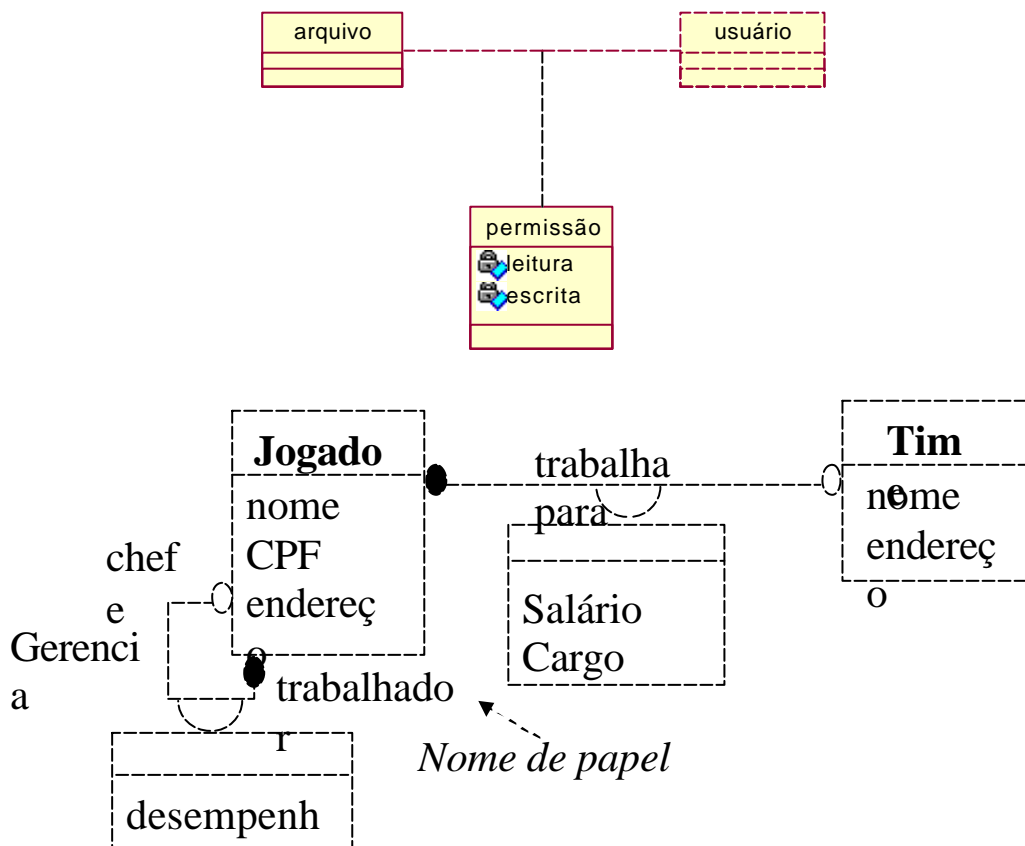 arquivo
usuário
permissão
leitura
escrita
Jogado
nome
CPF
endereç
o
trabalha
para
Tim
e
nome
endereç
o
Salário
Cargo
chef
e
Gerenci
a
trabalhado
r
Nome de papel
desempenh